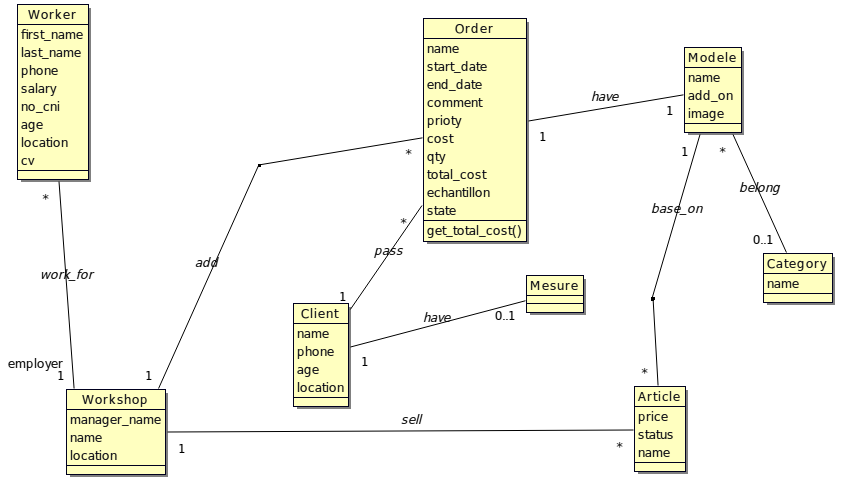 Worker
first_name
last_name
phone
salary
no_cni
age
location
cv
*
work_for
employer
1
Workshop
manager_name
name
location
1
add
*
Order
name
start_date
end_date
comment
prioty
cost
qty
total_cost
echantillon
state
get_total_cost()
*
pass
1
Client
name
phone
age
location
1
have
0..1
Mesure
have
1
1
Modele
name
add_on
image
1
*
base_on
belong
0..1
Category
name
*
Article
price
status
name
sell
1
*